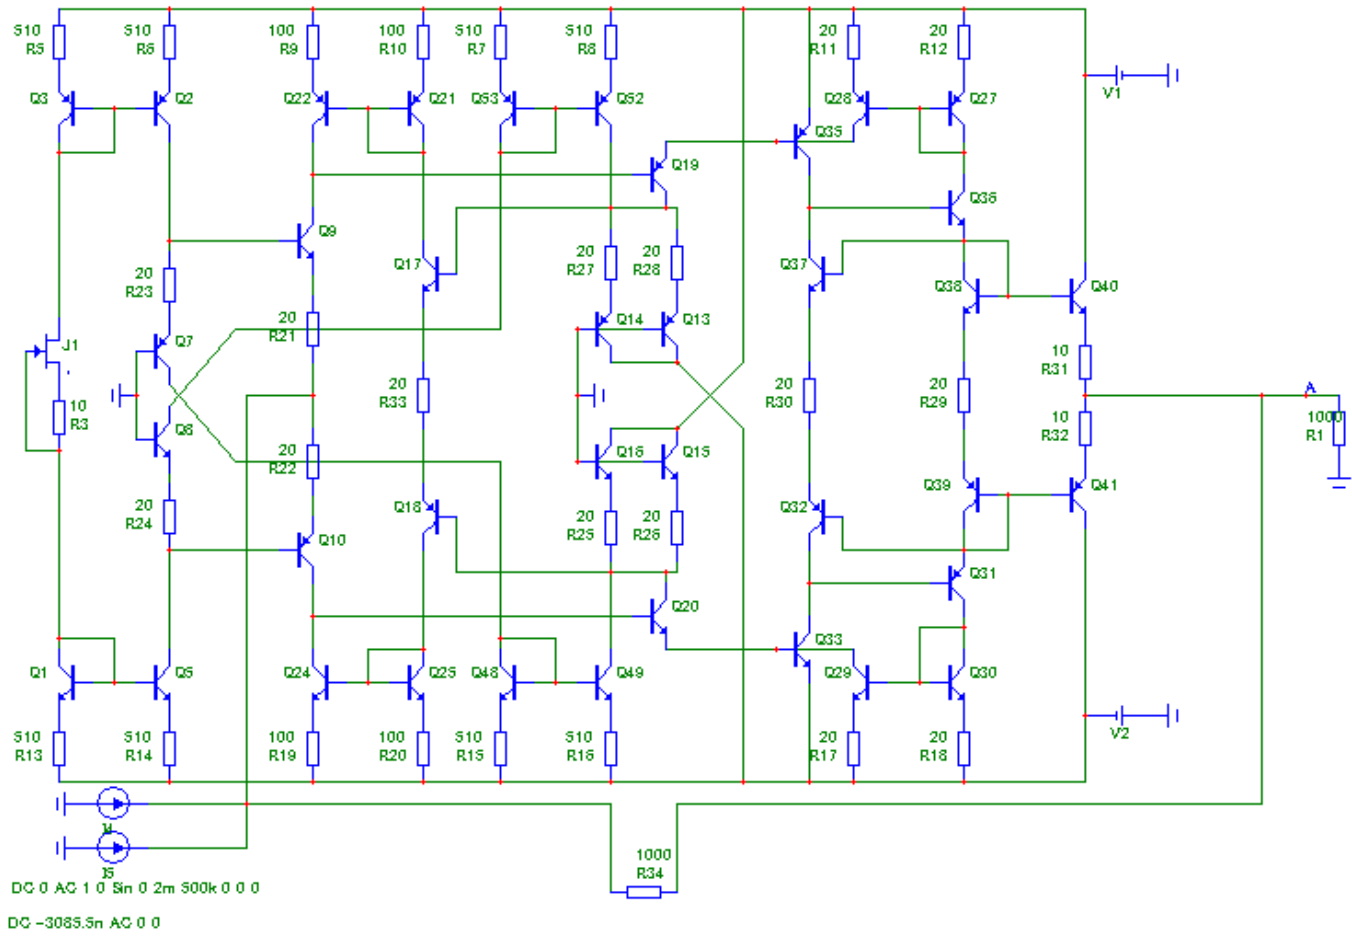 510
R5
510
R6
100
R9
100
R10
510
R7
510
R8
20
R11
20
R12
Q3
Q2
Q22
Q21
Q53
Q52
Q28
Q27
V1
Q35
Q19
Q36
Q9
Q17
20
R27
20
R28
Q37
20
R23
Q38
Q40
20
R21
Q14
Q13
Q7
J1
10
R31
20
R33
20
R30
20
R29
A
10
R3
1000
R1
10
R32
Q6
20
R22
Q16
Q15
Q39
Q41
20
R24
Q18
20
R25
20
R26
Q32
Q10
Q31
Q20
Q33
Q1
Q5
Q24
Q25
Q48
Q49
Q29
Q30
510
R13
510
R14
100
R19
100
R20
510
R15
510
R16
20
R17
20
R18
V2
I4
I5
1000
R34
DC 0 AC 1 0 Sin 0 2m 500k 0 0 0
DC -3085.5n AC 0 0